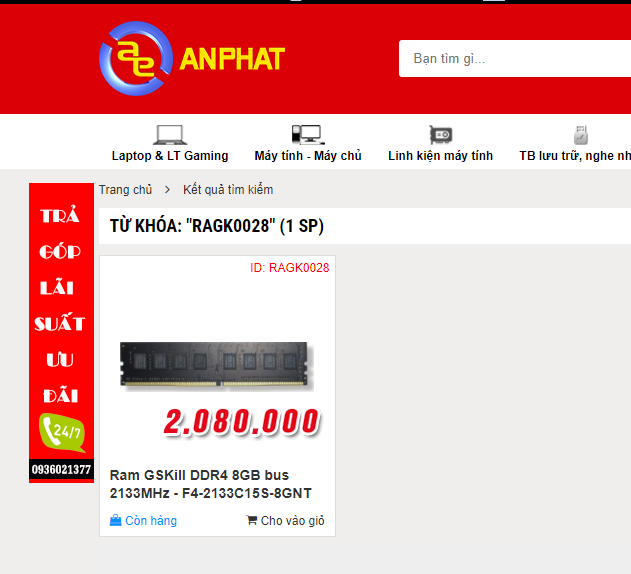 ae ANPHAT
Bạn tìm gì...
Laptop & LT Gaming
Máy tính - Máy chủ
Linh kiện máy tính
TB lưu trữ, nghe nh
TRẢ
GÓP
LÃI
SUẤT
ƯU
ĐÃI
24/7
0936021377
Trang chủ > Kết quả tìm kiếm
TỪ KHÓA: "RAGK0028" (1 SP)
ID: RAGK0028
2.080.000
Ram GSKill DDR4 8GB bus
2133MHz - F4-2133C15S-8GNT
Còn hàng
Cho vào giỏ